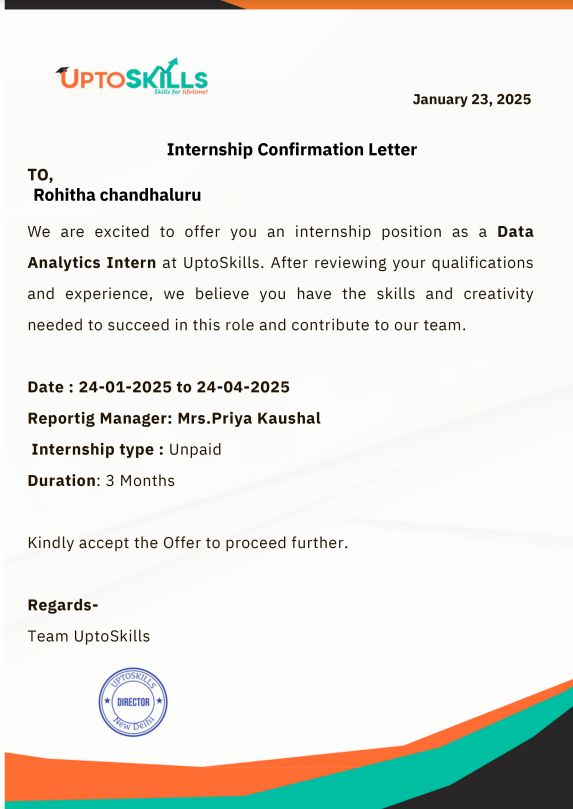 UPTOSKILLS
Skills for lifetime!
January 23, 2025
Internship Confirmation Letter
TO,
Rohitha chandhaluru
We are excited to offer you an internship position as a Data
Analytics Intern at UptoSkills. After reviewing your qualifications
and experience, we believe you have the skills and creativity
needed to succeed in this role and contribute to our team.
Date : 24-01-2025 to 24-04-2025
Reportig Manager: Mrs.Priya Kaushal
Internship type : Unpaid
Duration: 3 Months
Kindly accept the Offer to proceed further.
Regards-
Team UptoSkills
UPTOSKILLS
DIRECTOR
New Delhi